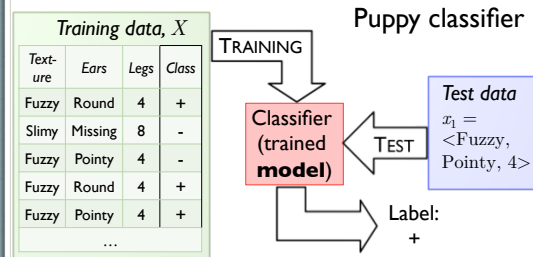 Puppy classifier
Training data, X
Text-
ure Ears Legs Class
Fuzzy Round 4 +
Slimy Missing 8 -
Fuzzy Pointy 4 -
Fuzzy Round 4 +
Fuzzy Pointy 4 +
...
TRAINING
Classifier
(trained
model)
TEST
Test data
x₁ =
<Fuzzy,
Pointy, 4>
Label:
+